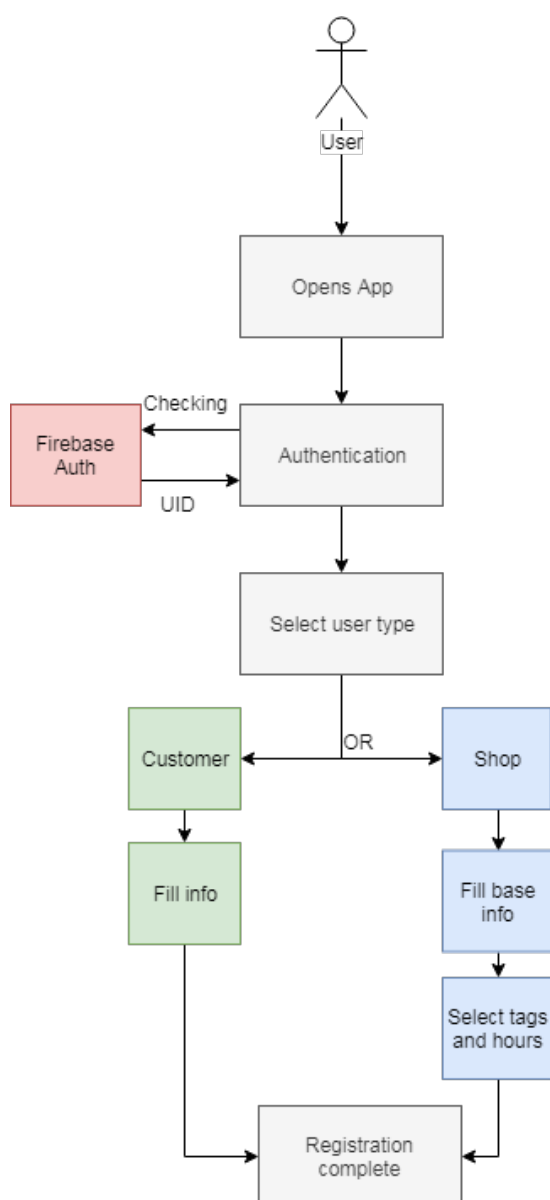 User
Opens App
Checking
Firebase
Auth
Authentication
UID
Select user type
OR
Customer
Shop
Fill info
Fill base
info
Select tags
and hours
Registration
complete